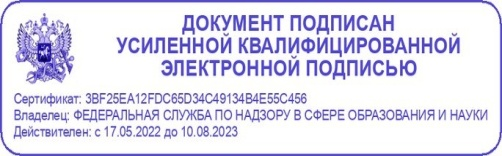 ДОКУМЕНТ ПОДПИСАН
УСИЛЕННОЙ КВАЛИФИЦИРОВАННОЙ
ЭЛЕКТРОННОЙ ПОДПИСЬЮ
Сертификат: 3BF25EA12FDC65D34C49134B4E55C456
Владелец: ФЕДЕРАЛЬНАЯ СЛУЖБА ПО НАДЗОРУ В СФЕРЕ ОБРАЗОВАНИЯ И НАУКИ
Действителен: с 17.05.2022 до 10.08.2023